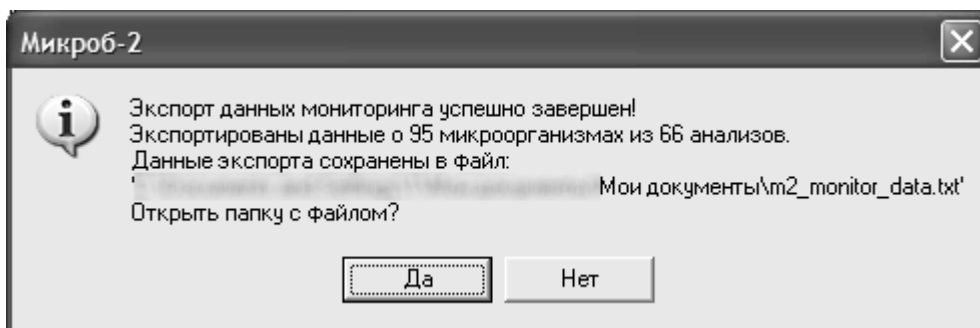 Микроб-2
Экспорт данных мониторинга успешно завершен!
Экспортированы данные о 95 микроорганизмах из 66 анализов.
Данные экспорта сохранены в файл:
' Мои документы\m2_monitor_data.txt'
Открыть папку с файлом?
Да Нет